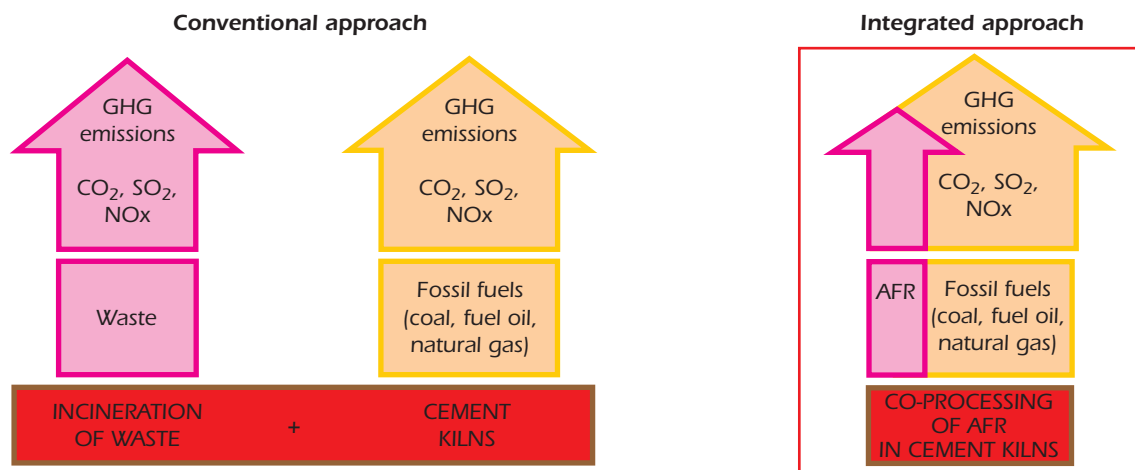 Conventional approach
GHG
emissions
CO₂, SO₂,
NOx
Waste
INCINERATION
OF WASTE
+
GHG
emissions
CO₂, SO₂,
NOx
Fossil fuels
(coal, fuel oil,
natural gas)
CEMENT
KILNS
Integrated approach
GHG
emissions
CO₂, SO₂,
NOx
AFR
Fossil fuels
(coal, fuel oil,
natural gas)
CO-PROCESSING
OF AFR
IN CEMENT KILNS